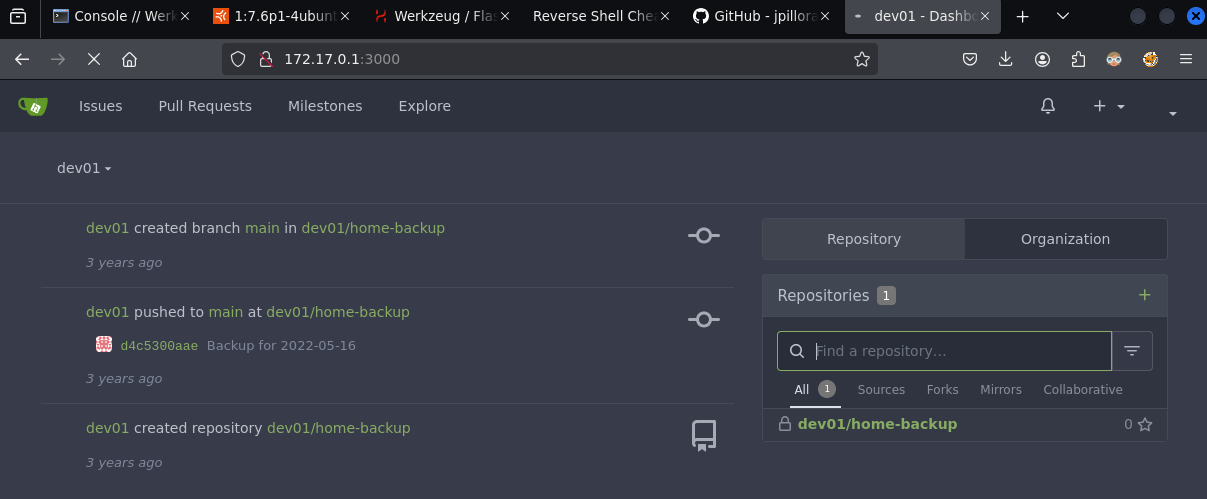 Console // Werk
1:7.6p1-4ubun
Werkzeug / Flas
Reverse Shell Chea
GitHub - jpillora
dev01 - Dashbo
172.17.0.1:3000
Issues Pull Requests Milestones Explore
dev01
dev01 created branch main in dev01/home-backup
3 years ago
dev01 pushed to main at dev01/home-backup
d4c5300aae Backup for 2022-05-16
3 years ago
dev01 created repository dev01/home-backup
3 years ago
Repository Organization
Repositories 1
Find a repository...
All 1 Sources Forks Mirrors Collaborative
dev01/home-backup 0